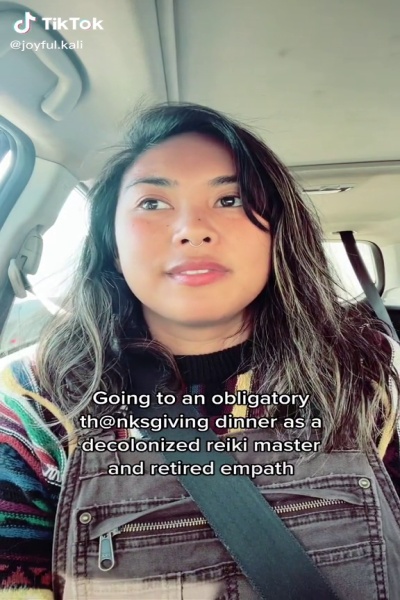 TikTok
@joyful.kali
Going to an obligatory
th@nksgiving dinner as a
decolonized reiki master
and retired empath